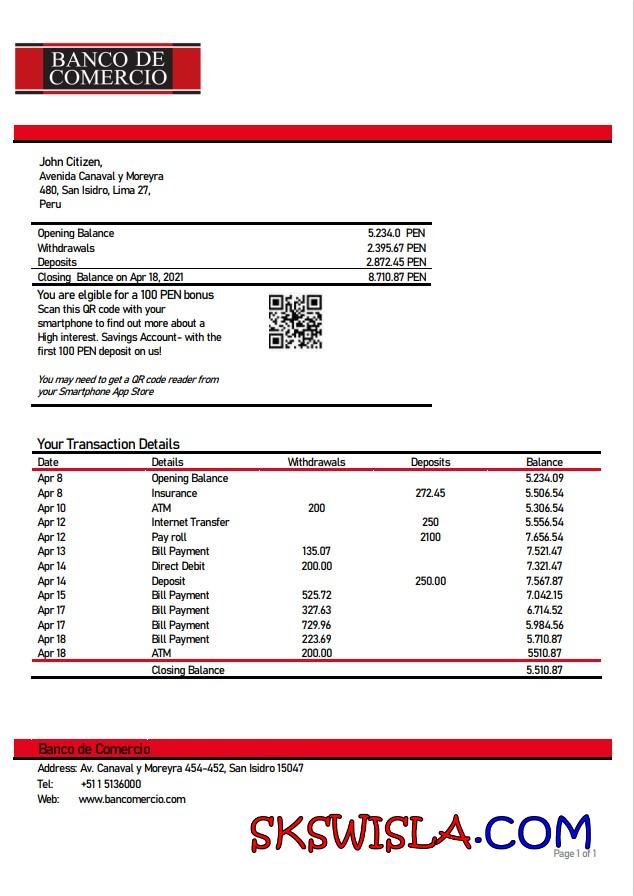 BANCO DE
COMERCIO
John Citizen,
Avenida Canaval y Moreyra
480, San Isidro, Lima 27,
Peru
Opening Balance 5.234.0 PEN
Withdrawals 2.395.67 PEN
Deposits 2.872.45 PEN
Closing Balance on Apr 18, 2021 8.710.87 PEN
You are elgible for a 100 PEN bonus
Scan this QR code with your
smartphone to find out more about a
High interest. Savings Account- with the
first 100 PEN deposit on us!
You may need to get a QR code reader from
your Smartphone App Store
Your Transaction Details
Date Details Withdrawals Deposits Balance
Apr 8 Opening Balance 5.234.09
Apr 8 Insurance 272.45 5.506.54
Apr 10 ATM 200 5.306.54
Apr 12 Internet Transfer 250 5.556.54
Apr 12 Pay roll 2100 7.656.54
Apr 13 Bill Payment 135.07 7.521.47
Apr 14 Direct Debit 200.00 7.321.47
Apr 14 Deposit 250.00 7.567.87
Apr 15 Bill Payment 525.72 7.042.15
Apr 17 Bill Payment 327.63 6.714.52
Apr 17 Bill Payment 729.96 5.984.56
Apr 18 Bill Payment 223.69 5.710.87
Apr 18 ATM 200.00 5510.87
Closing Balance 5.510.87
Banco de Comercio
Address: Av. Canaval y Moreyra 454-452, San Isidro 15047
Tel: +51 1 5136000
Web: www.bancomercio.com
SKSWISLA.COM
Page 1 of 1